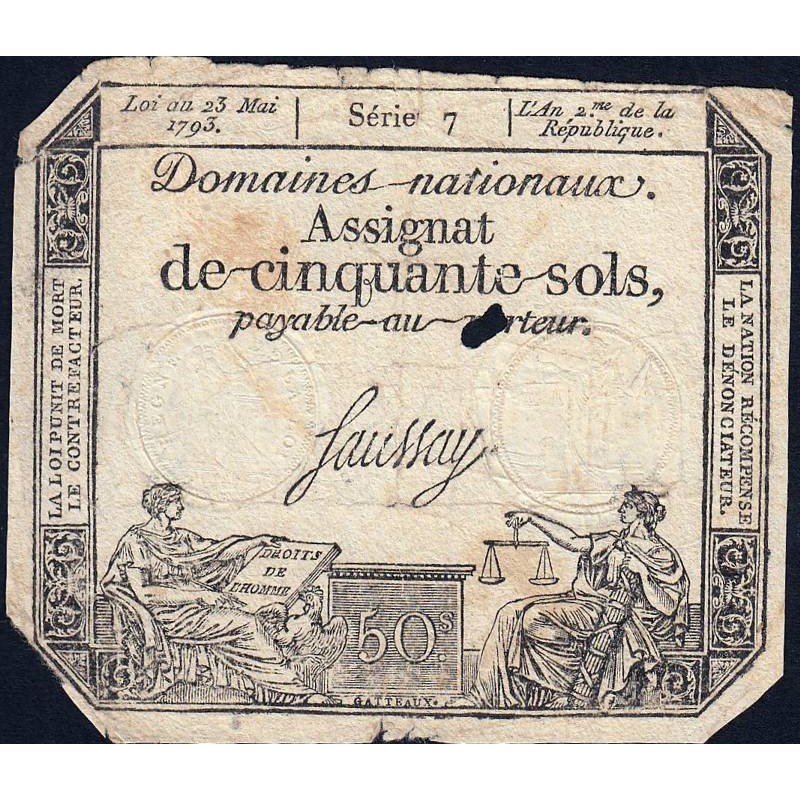 Loi du 23 Mai
1793.
Série 7
L'An 2.me de la
République.
Domaines nationaux.
Assignat
de cinquante sols,
payable au rteur.
Saussay
LA LOI PUNIT DE MORT
LE CONTREFACTEUR.
LA NATION RÉCOMPENSE
LE DÉNONCIATEUR.
DROITS
DE
L'HOMME
50.s
GATTEAUX.